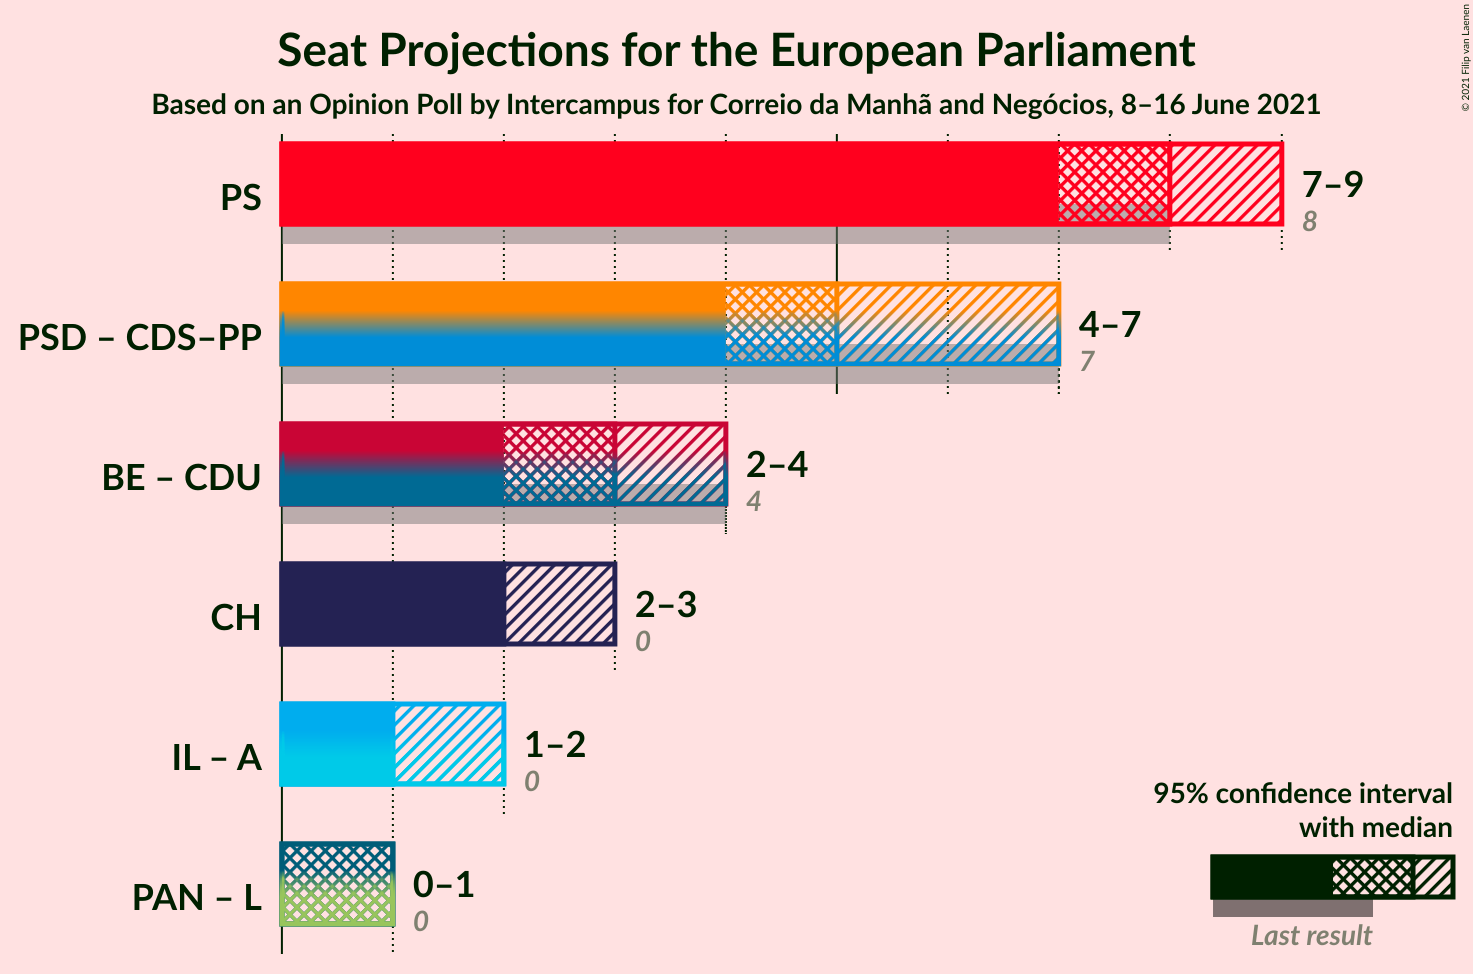 Seat Projections for the European Parliament
Based on an Opinion Poll by Intercampus for Correio da Manhã and Negócios, 8–16 June 2021
© 2021 Filip van Laenen
PS
7–9
8
PSD – CDS–PP
4–7
7
BE – CDU
2–4
4
CH
2–3
0
IL – A
1–2
0
PAN – L
0–1
0
95% confidence interval
with median
Last result